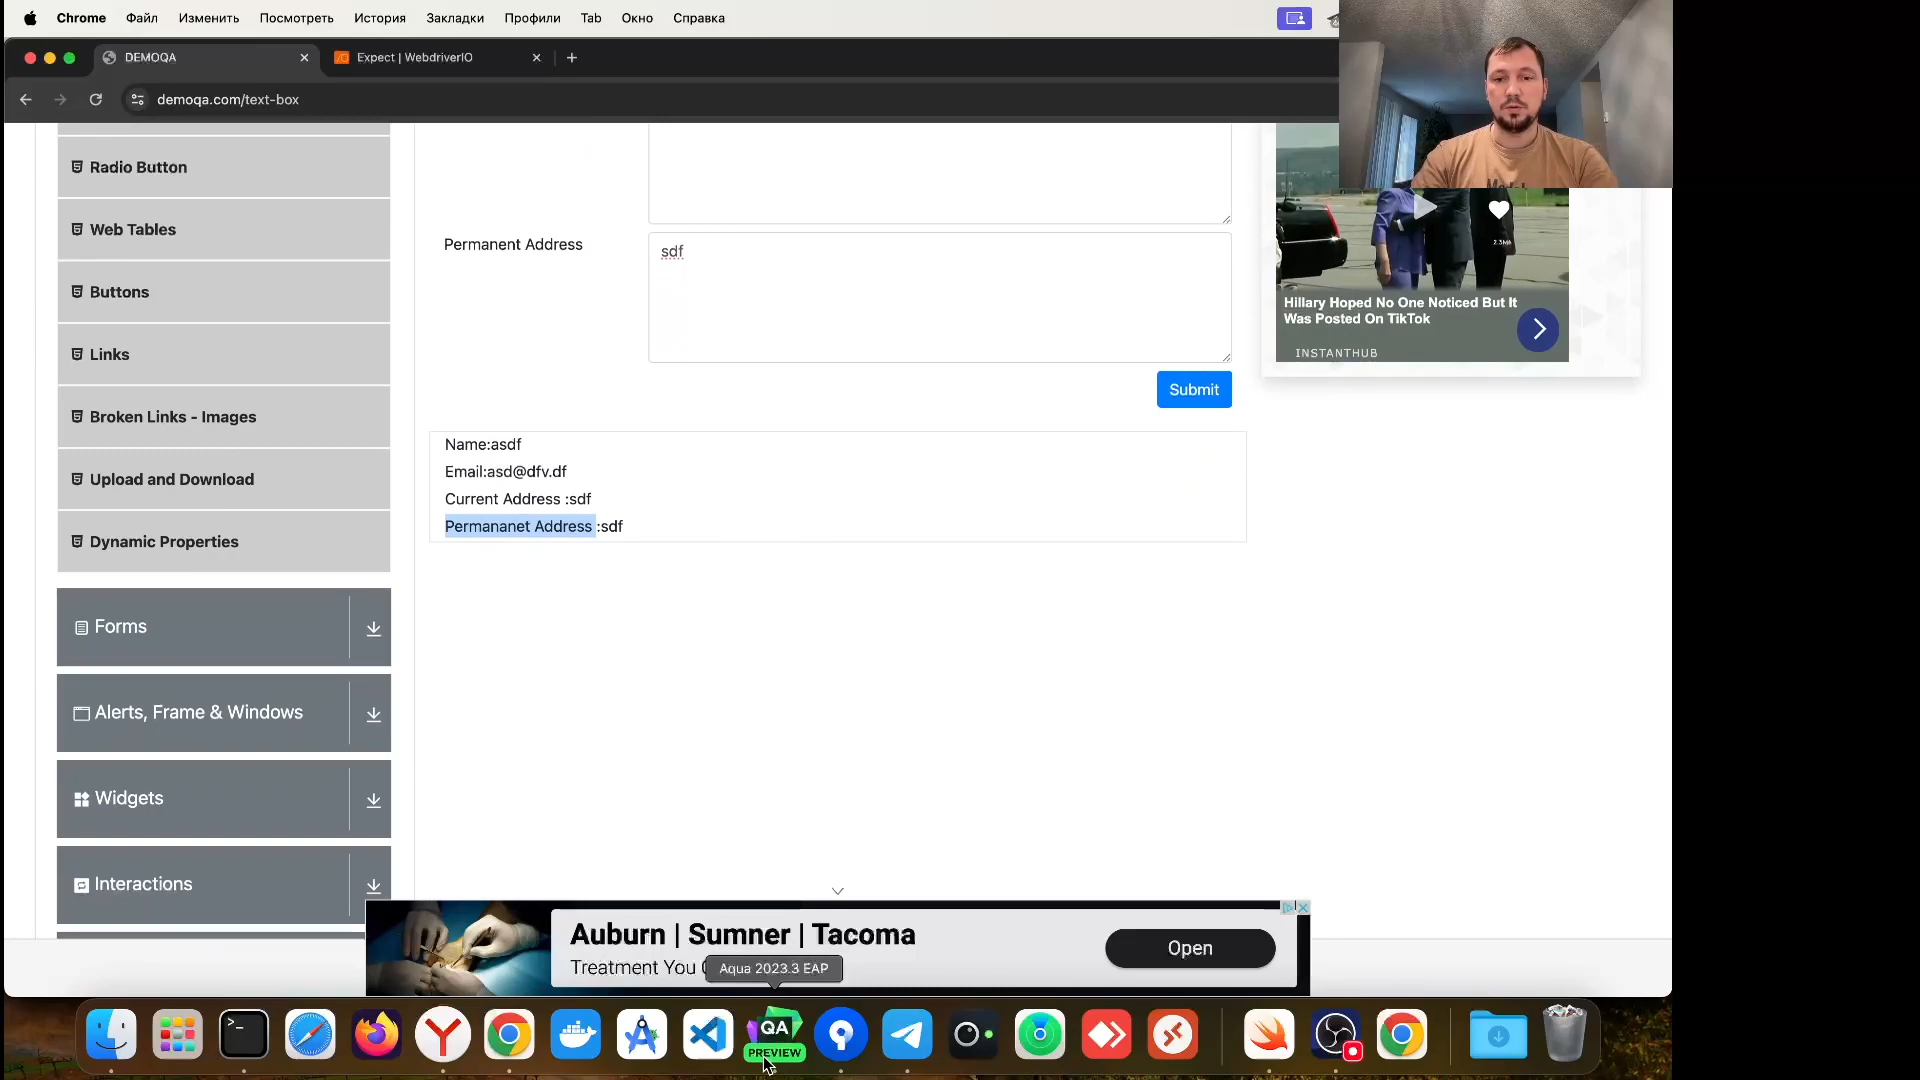 Chrome Файл Изменить Посмотреть История Закладки Профили Tab Окно Справка
DEMOQA
Expect | WebdriverIO
demoqa.com/text-box
Radio Button
Web Tables
Buttons
Links
Broken Links - Images
Upload and Download
Dynamic Properties
Forms
Alerts, Frame & Windows
Widgets
Interactions
Permanent Address
sdf
Submit
Name:asdf
Email:asd@dfv.df
Current Address :sdf
Permananet Address :sdf
Hillary Hoped No One Noticed But It
Was Posted On TikTok
INSTANTHUB
Auburn | Sumner | Tacoma
Treatment You
Open
Aqua 2023.3 EAP
QA
PREVIEW